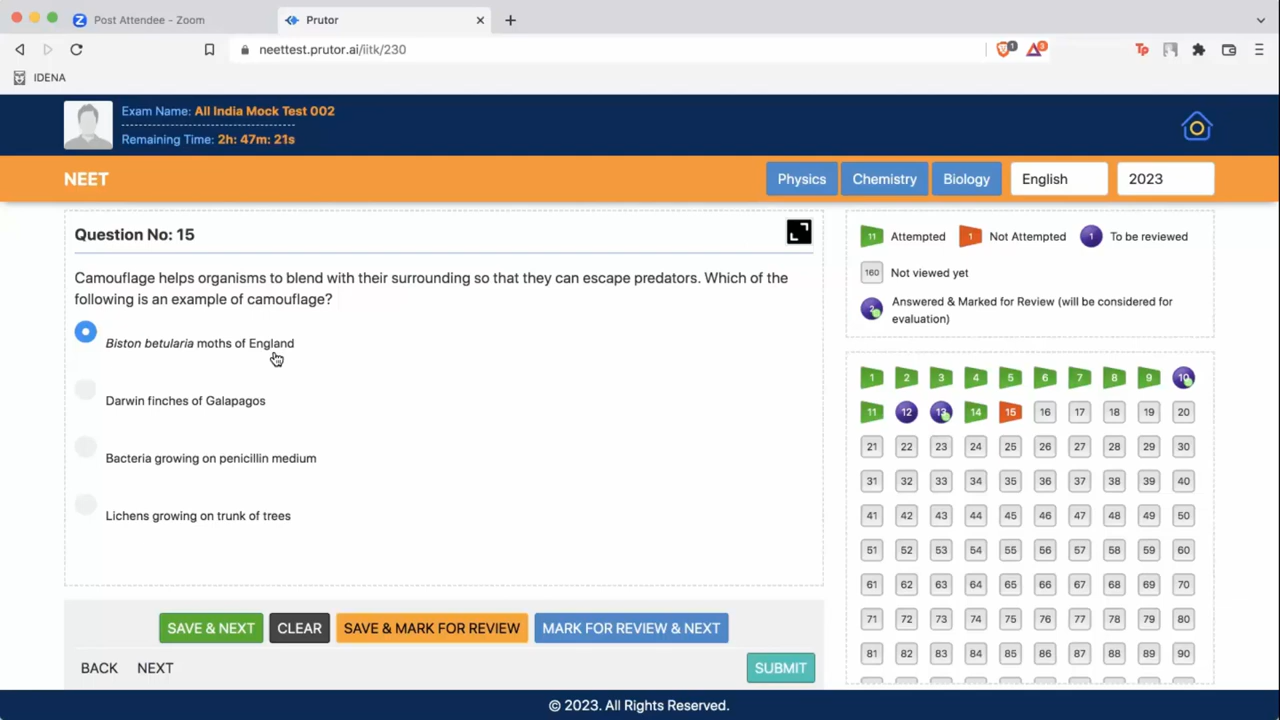 Post Attendee - Zoom
Prutor
neettest.prutor.ai/iitk/230
1
3
Tp
IDENA
Exam Name: All India Mock Test 002
Remaining Time: 2h: 47m: 21s
NEET
Physics
Chemistry
Biology
English
2023
Question No: 15
Camouflage helps organisms to blend with their surrounding so that they can escape predators. Which of the
following is an example of camouflage?
Biston betularia moths of England
Darwin finches of Galapagos
Bacteria growing on penicillin medium
Lichens growing on trunk of trees
SAVE & NEXT
CLEAR
SAVE & MARK FOR REVIEW
MARK FOR REVIEW & NEXT
BACK
NEXT
SUBMIT
11 Attempted
1 Not Attempted
1 To be reviewed
160 Not viewed yet
2 Answered & Marked for Review (will be considered for
evaluation)
1 2 3 4 5 6 7 8 9 10
11 12 13 14 15 16 17 18 19 20
21 22 23 24 25 26 27 28 29 30
31 32 33 34 35 36 37 38 39 40
41 42 43 44 45 46 47 48 49 50
51 52 53 54 55 56 57 58 59 60
61 62 63 64 65 66 67 68 69 70
71 72 73 74 75 76 77 78 79 80
81 82 83 84 85 86 87 88 89 90
© 2023. All Rights Reserved.